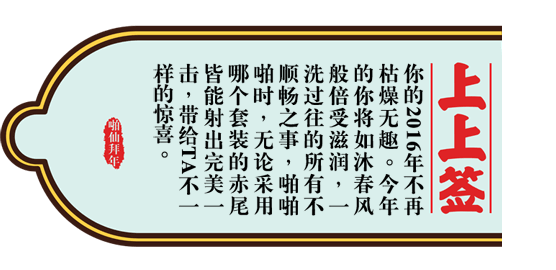 上上签
你的2016年不再
枯燥无趣。今年
的你将如沐春风
般倍受滋润，一
洗过往的所有不
顺畅之事，啪啪
啪时，无论采用
哪个套装的赤尾
皆能射出完美一
击，带给TA不一
样的惊喜。
啪仙拜年